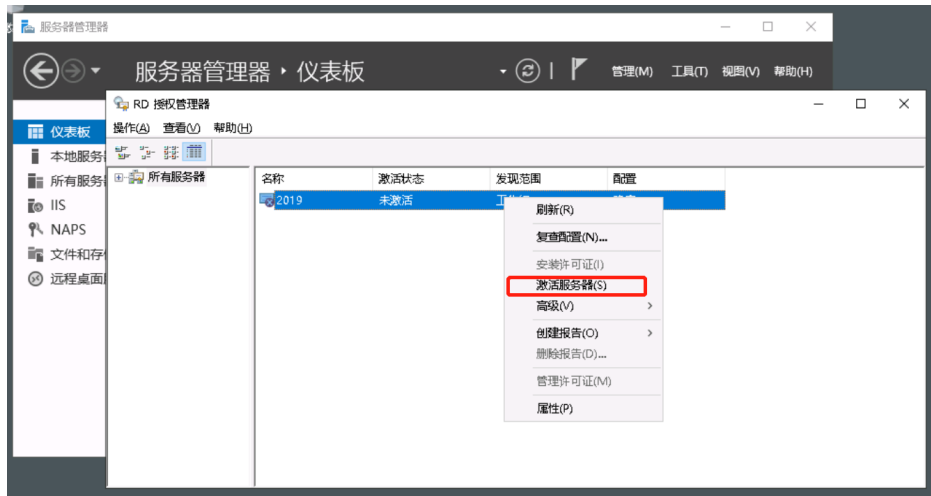 服务器管理器
服务器管理器 · 仪表板
管理(M) 工具(T) 视图(V) 帮助(H)
RD 授权管理器
操作(A) 查看(V) 帮助(H)
仪表板
本地服务
所有服务
IIS
NAPS
文件和存
远程桌面
所有服务器
名称 激活状态 发现范围 配置
2019 未激活
刷新(R)
复查配置(N)...
安装许可证(I)
激活服务器(S)
高级(V)
创建报告(O)
删除报告(D)...
管理许可证(M)
属性(P)